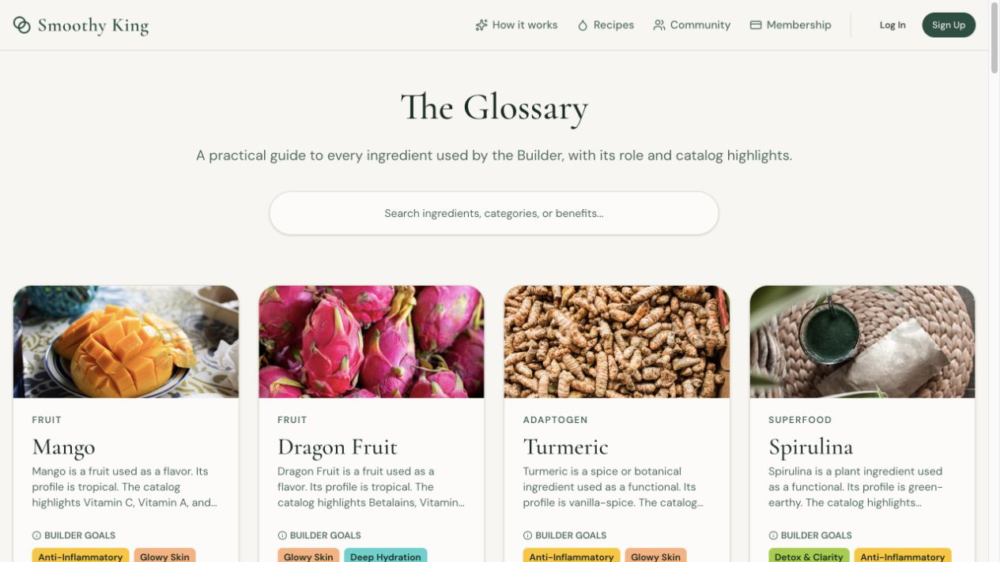 Smoothy King
How it works
Recipes
Community
Membership
Log In
Sign Up
The Glossary
A practical guide to every ingredient used by the Builder, with its role and catalog highlights.
Search ingredients, categories, or benefits...
FRUIT
Mango
Mango is a fruit used as a flavor. Its
profile is tropical. The catalog
highlights Vitamin C, Vitamin A, and...
BUILDER GOALS
Anti-Inflammatory
Glowy Skin
FRUIT
Dragon Fruit
Dragon Fruit is a fruit used as a
flavor. Its profile is tropical. The
catalog highlights Betalains, Vitamin...
BUILDER GOALS
Glowy Skin
Deep Hydration
ADAPTOGEN
Turmeric
Turmeric is a spice or botanical
ingredient used as a functional. Its
profile is vanilla-spice. The catalog...
BUILDER GOALS
Anti-Inflammatory
Glowy Skin
SUPERFOOD
Spirulina
Spirulina is a plant ingredient used
as a functional. Its profile is green-
earthy. The catalog highlights...
BUILDER GOALS
Detox & Clarity
Anti-Inflammatory